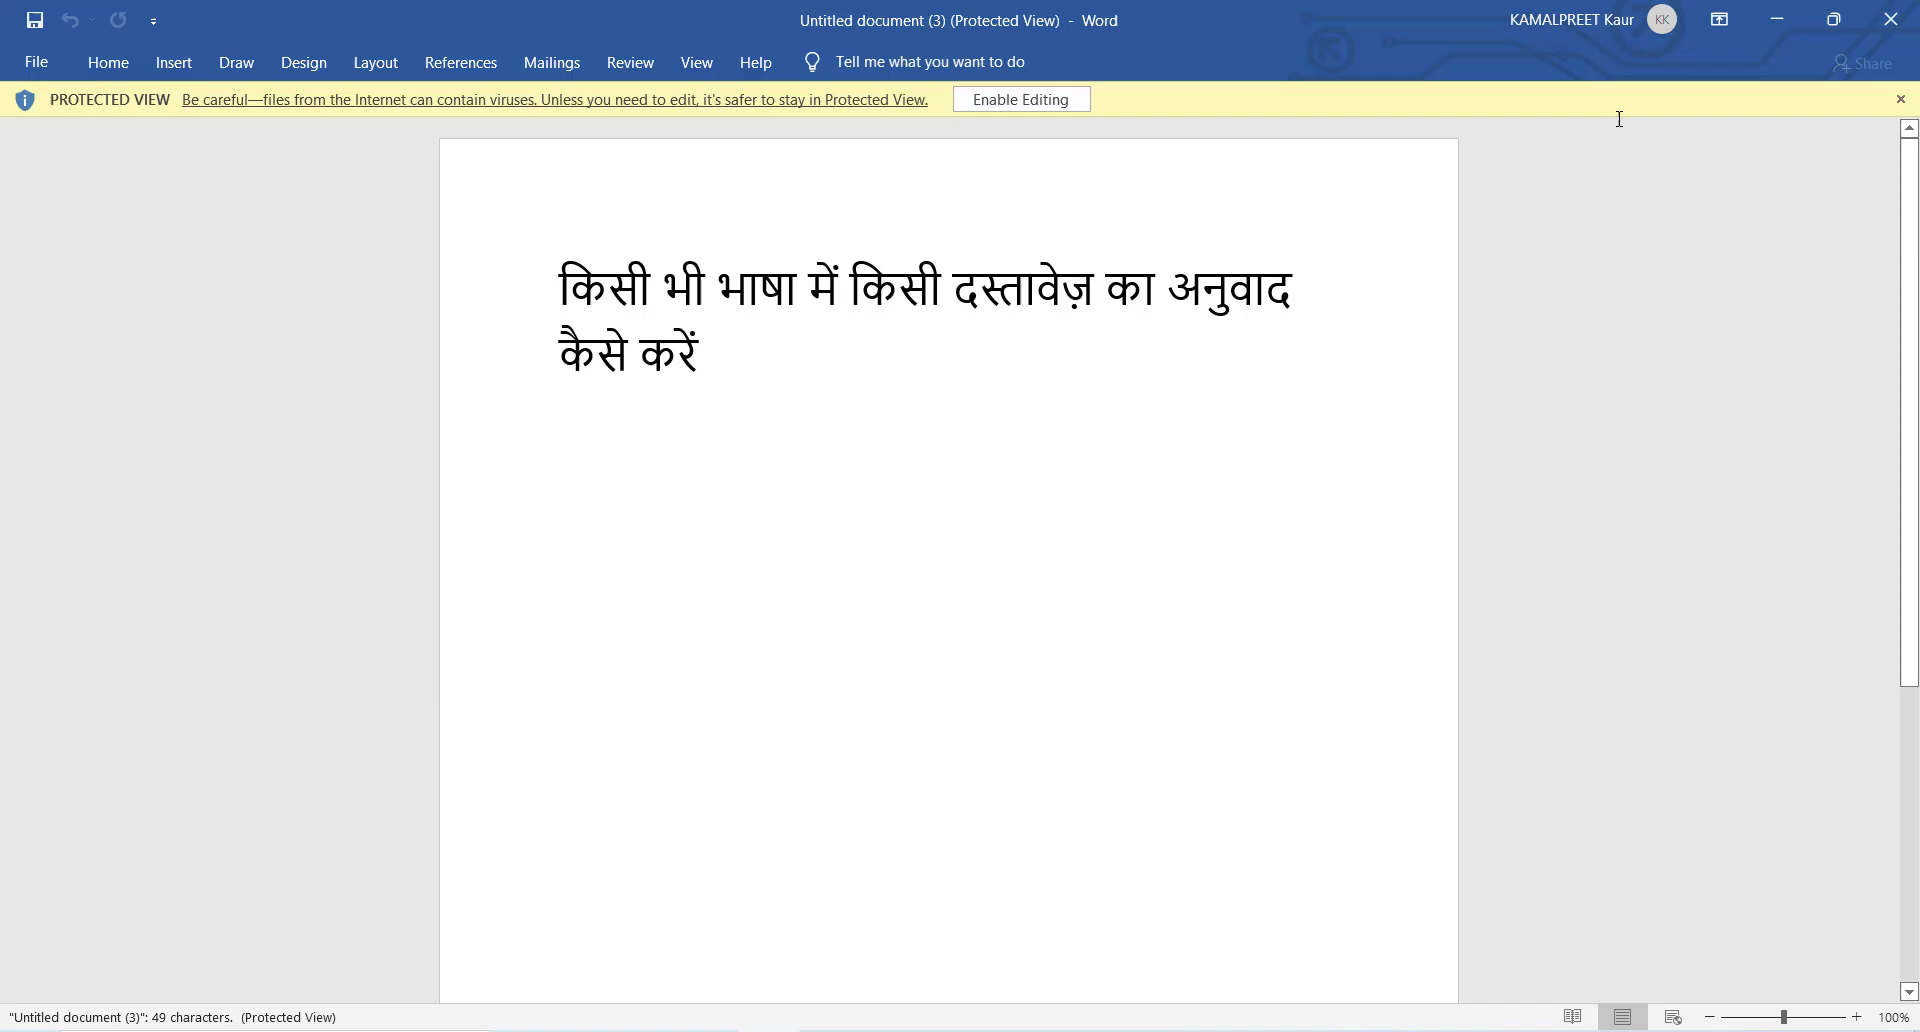 Untitled document (3) (Protected View) - Word
KAMALPREET Kaur KK
File Home Insert Draw Design Layout References Mailings Review View Help Tell me what you want to do Share
PROTECTED VIEW Be careful—files from the Internet can contain viruses. Unless you need to edit, it's safer to stay in Protected View. Enable Editing
किसी भी भाषा में किसी दस्तावेज़ का अनुवाद
कैसे करें
"Untitled document (3)": 49 characters. (Protected View) 100%